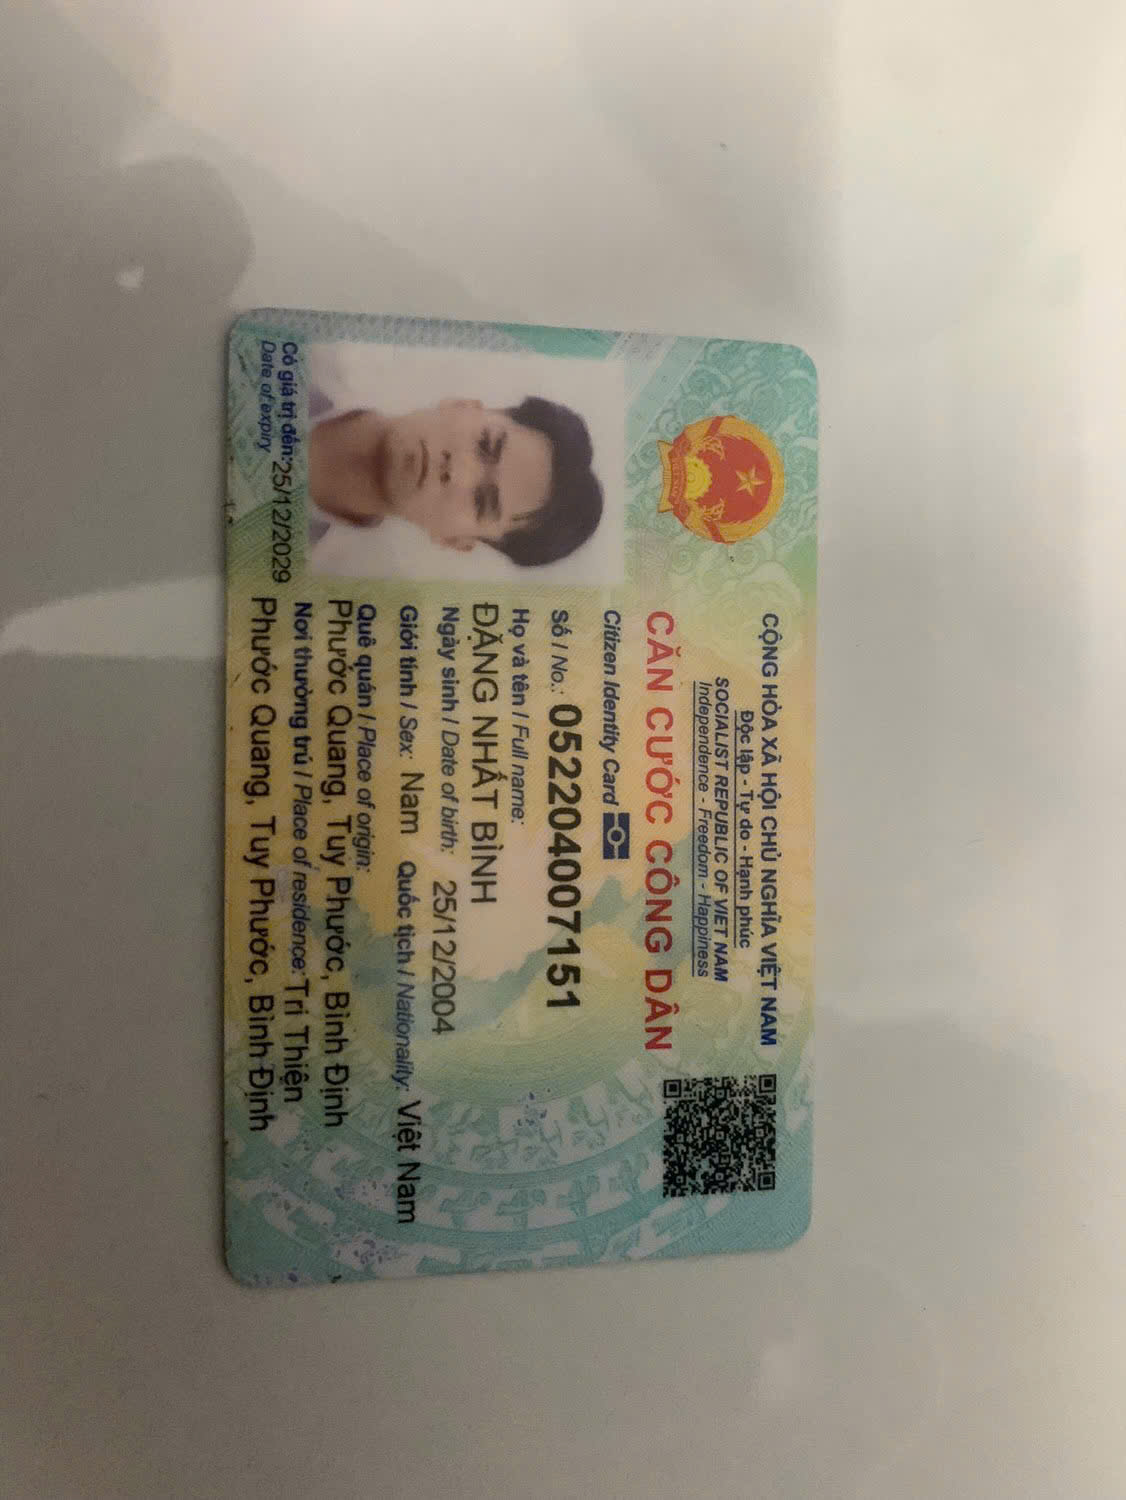 CỘNG HÒA XÃ HỘI CHỦ NGHĨA VIỆT NAM
Độc lập - Tự do - Hạnh phúc
SOCIALIST REPUBLIC OF VIET NAM
Independence - Freedom - Happiness
CĂN CƯỚC CÔNG DÂN
Citizen Identity Card
Số / No.: 052204007151
Họ và tên / Full name:
ĐẶNG NHẤT BÌNH
Ngày sinh / Date of birth: 25/12/2004
Giới tính / Sex: Nam Quốc tịch / Nationality: Việt Nam
Quê quán / Place of origin:
Phước Quang, Tuy Phước, Bình Định
Nơi thường trú / Place of residence: Tri Thiện
Phước Quang, Tuy Phước, Bình Định
Có giá trị đến: 25/12/2029
Date of expiry